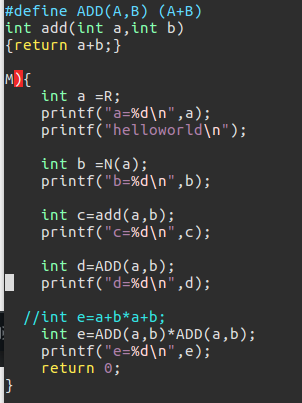 #define ADD(A,B) (A+B)
int add(int a,int b)
{return a+b;}
M){
int a =R;
printf("a=%d\n",a);
printf("helloworld\n");
int b =N(a);
printf("b=%d\n",b);
int c=add(a,b);
printf("c=%d\n",c);
int d=ADD(a,b);
printf("d=%d\n",d);
//int e=a+b*a+b;
int e=ADD(a,b)*ADD(a,b);
printf("e=%d\n",e);
return 0;
}